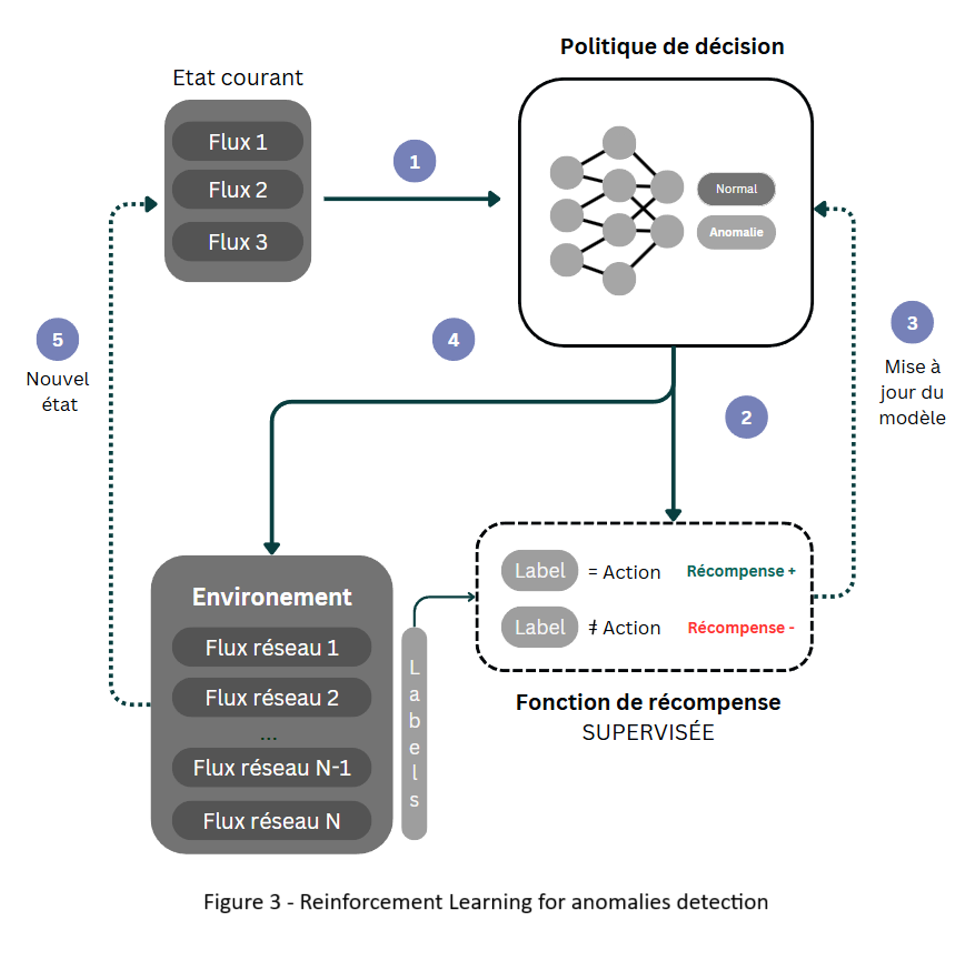 Politique de décision
Etat courant
Flux 1
Flux 2
Flux 3
1
Normal
Anomalie
5
Nouvel
état
4
3
Mise à
jour du
modèle
2
Environement
Flux réseau 1
Flux réseau 2
...
Flux réseau N-1
Flux réseau N
Labels
Label = Action Récompense +
Label ≠ Action Récompense -
Fonction de récompense
SUPERVISÉE
Figure 3 - Reinforcement Learning for anomalies detection